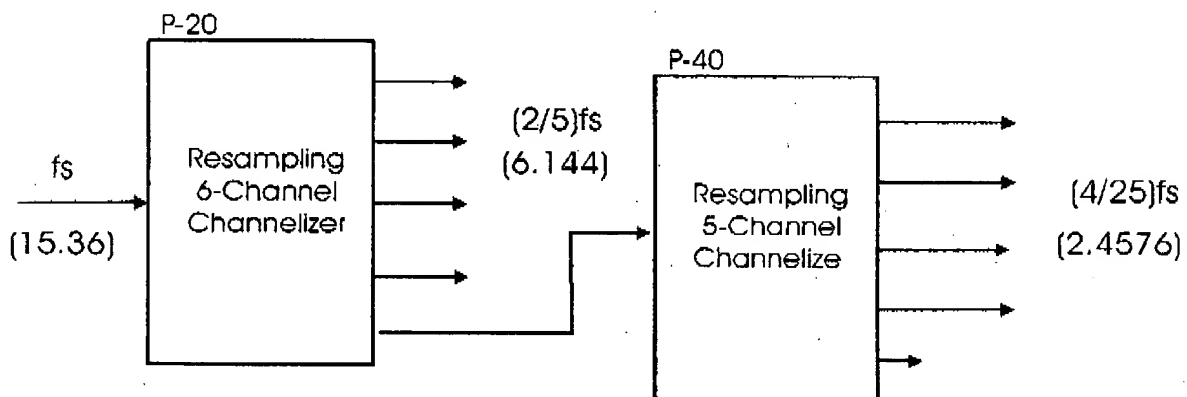 P-20
Resampling
6-Channel
Channelizer
fs
(15.36)
(2/5)fs
(6.144)
P-40
Resampling
5-Channel
Channelize
(4/25)fs
(2.4576)